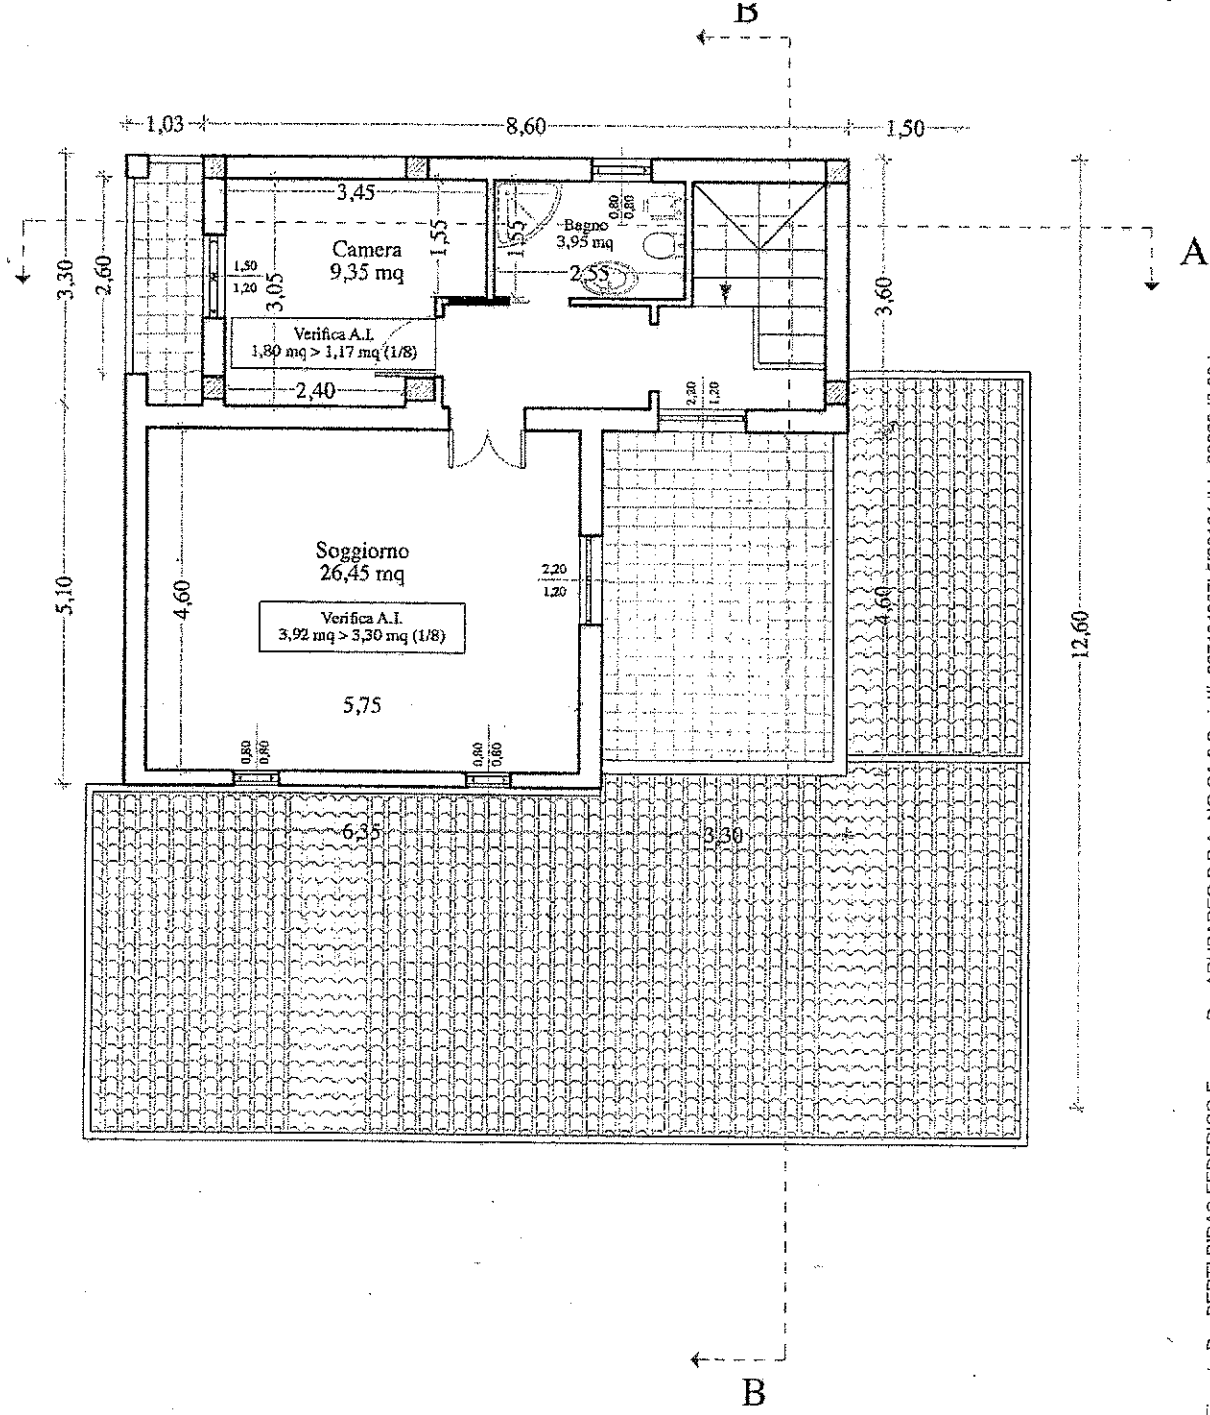 B
1,03
8,60
1,50
3,45
Camera
9,35 mq
1,55
1,55
Bagno
3,95 mq
0,80
0,80
2,55
A
3,30
2,60
1,50
1,20
3,05
3,60
Verifica A.I.
1,80 mq > 1,17 mq (1/8)
2,40
2,20
1,20
Soggiorno
26,45 mq
Verifica A.I.
3,92 mq > 3,30 mq (1/8)
2,20
1,20
5,10
4,60
4,60
12,60
5,75
0,80
0,80
0,80
0,80
6,35
3,30
B